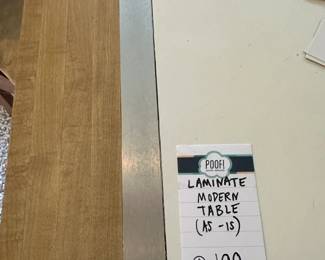 POOF!
LAMINATE
MODERN
TABLE
(AS-IS)